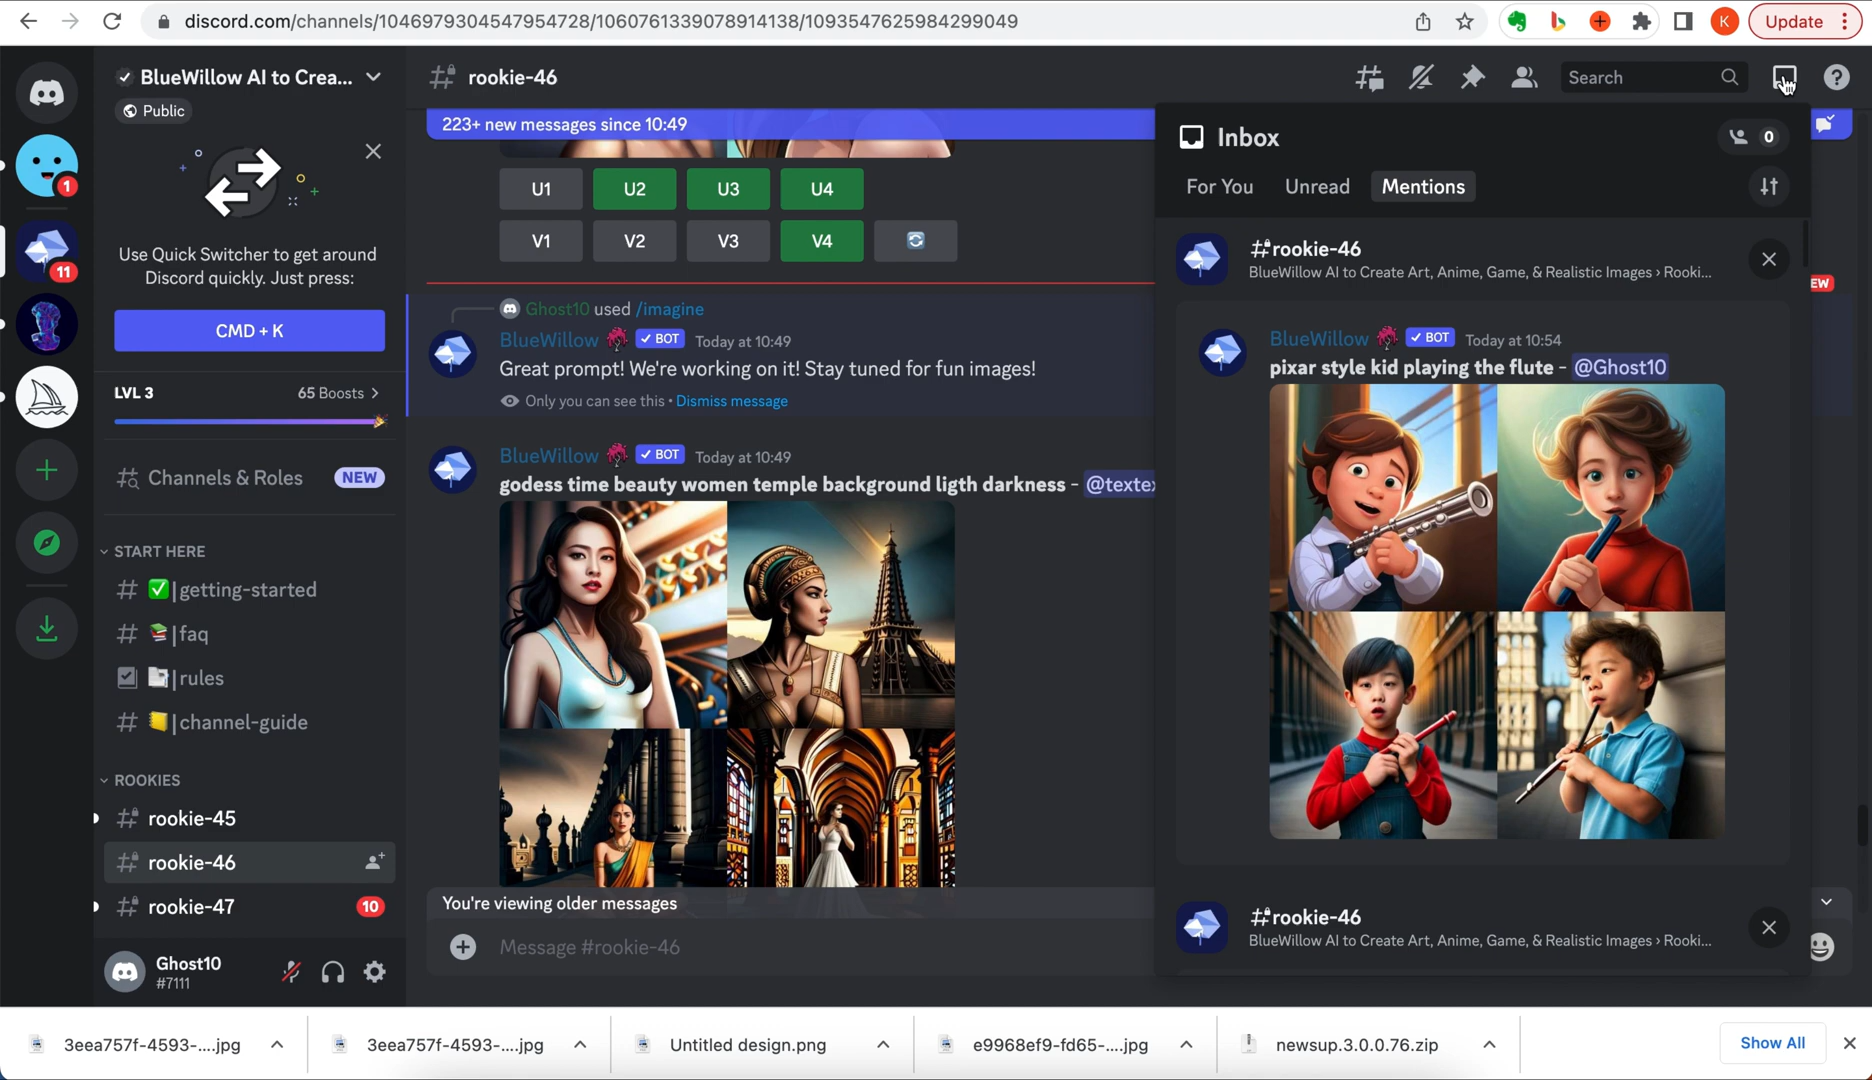 discord.com/channels/1046979304547954728/1060761339078914138/1093547625984299049
K
Update
BlueWillow AI to Crea...
Public
Use Quick Switcher to get around
Discord quickly. Just press:
CMD + K
LVL 3
65 Boosts
Channels & Roles
NEW
START HERE
✅|getting-started
📚|faq
|rules
|channel-guide
ROOKIES
rookie-45
rookie-46
rookie-47
10
Ghost10
#7111
1
11
rookie-46
Search
223+ new messages since 10:49
U1
U2
U3
U4
V1
V2
V3
V4
Ghost10 used /imagine
BlueWillow ✓ BOT Today at 10:49
Great prompt! We're working on it! Stay tuned for fun images!
Only you can see this • Dismiss message
BlueWillow ✓ BOT Today at 10:49
godess time beauty women temple background ligth darkness - @textex
You're viewing older messages
Message #rookie-46
Inbox
0
For You
Unread
Mentions
EW
#rookie-46
BlueWillow AI to Create Art, Anime, Game, & Realistic Images › Rooki...
BlueWillow ✓ BOT Today at 10:54
pixar style kid playing the flute - @Ghost10
#rookie-46
BlueWillow AI to Create Art, Anime, Game, & Realistic Images › Rooki...
3eea757f-4593-....jpg
3eea757f-4593-....jpg
Untitled design.png
e9968ef9-fd65-....jpg
newsup.3.0.0.76.zip
Show All